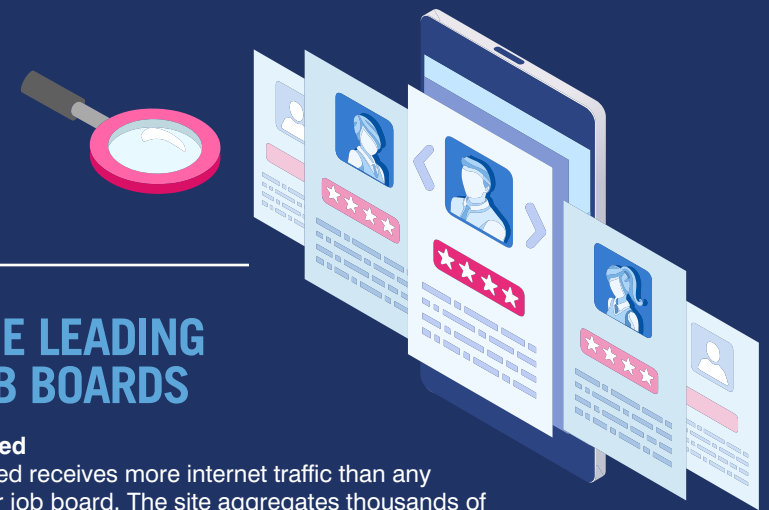 E LEADING
B BOARDS
ed
ed receives more internet traffic than any
r job board. The site aggregates thousands of